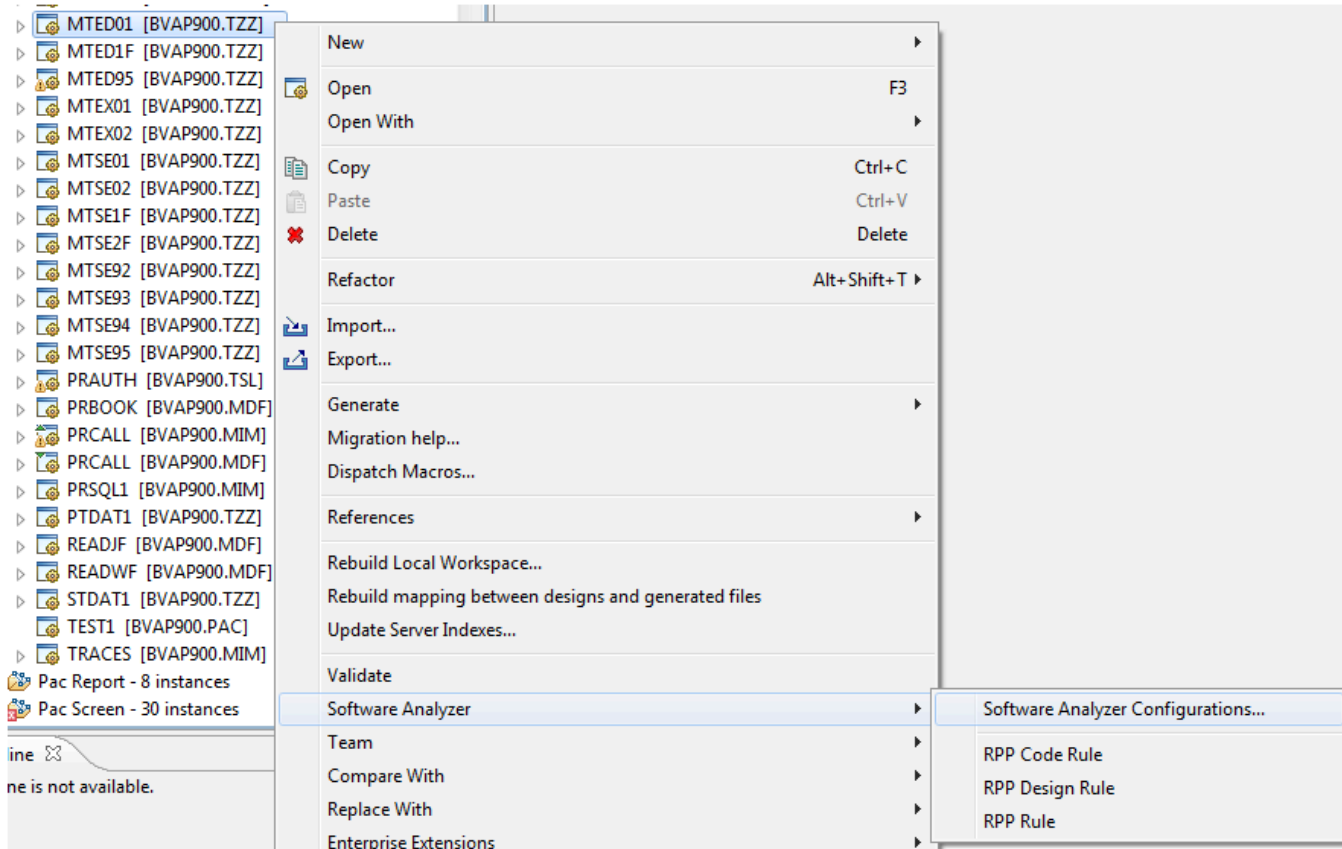 MTED01 [BVAP900.TZZ]
MTED1F [BVAP900.TZZ]
MTED95 [BVAP900.TZZ]
MTEX01 [BVAP900.TZZ]
MTEX02 [BVAP900.TZZ]
MTSE01 [BVAP900.TZZ]
MTSE02 [BVAP900.TZZ]
MTSE1F [BVAP900.TZZ]
MTSE2F [BVAP900.TZZ]
MTSE92 [BVAP900.TZZ]
MTSE93 [BVAP900.TZZ]
MTSE94 [BVAP900.TZZ]
MTSE95 [BVAP900.TZZ]
PRAUTH [BVAP900.TSL]
PRBOOK [BVAP900.MDF]
PRCALL [BVAP900.MIM]
PRCALL [BVAP900.MDF]
PRSQL1 [BVAP900.MIM]
PTDAT1 [BVAP900.TZZ]
READJF [BVAP900.MDF]
READWF [BVAP900.MDF]
STDAT1 [BVAP900.TZZ]
TEST1 [BVAP900.PAC]
TRACES [BVAP900.MIM]
Pac Report - 8 instances
Pac Screen - 30 instances
ine
ne is not available.
New
Open F3
Open With
Copy Ctrl+C
Paste Ctrl+V
Delete Delete
Refactor Alt+Shift+T
Import...
Export...
Generate
Migration help...
Dispatch Macros...
References
Rebuild Local Workspace...
Rebuild mapping between designs and generated files
Update Server Indexes...
Validate
Software Analyzer
Team
Compare With
Replace With
Enterprise Extensions
Software Analyzer Configurations...
RPP Code Rule
RPP Design Rule
RPP Rule